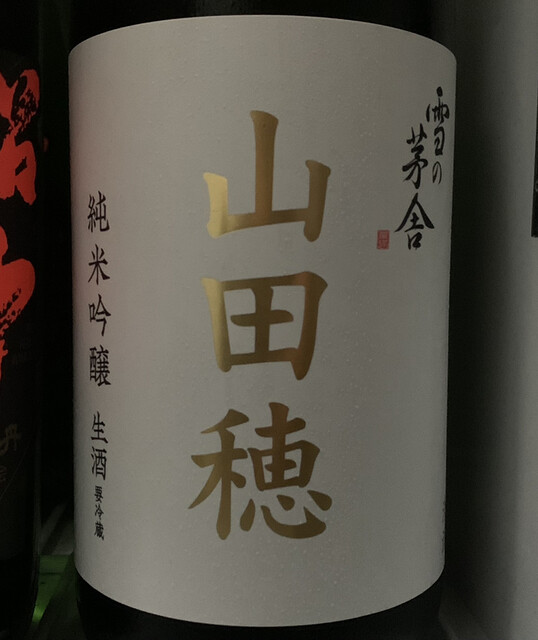 雪の茅舎
山田穂
純米吟醸 生酒 要冷蔵